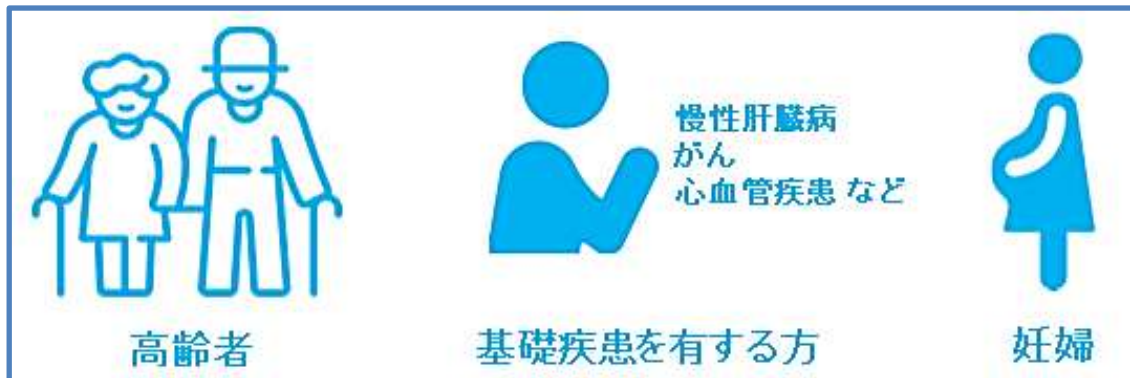 慢性肝臓病
がん
心血管疾患 など
高齢者
基礎疾患を有する方
妊婦